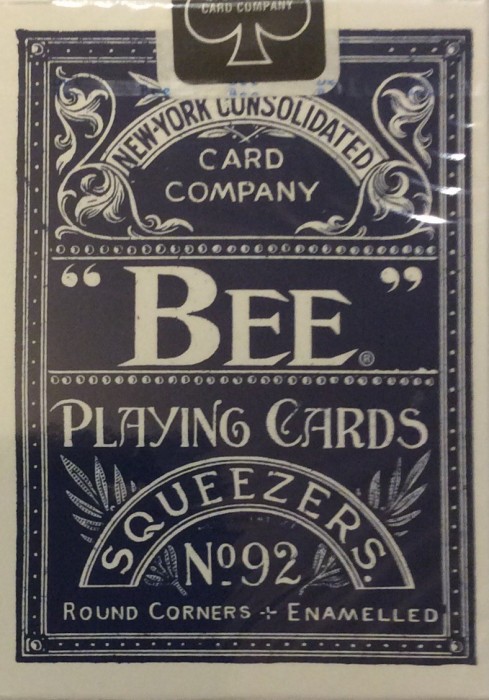 CARD COMPANY
NEW-YORK CONSOLIDATED
CARD
COMPANY
“BEE”®
PLAYING CARDS
SQUEEZERS.
Nº92
ROUND CORNERS ÷ ENAMELLED